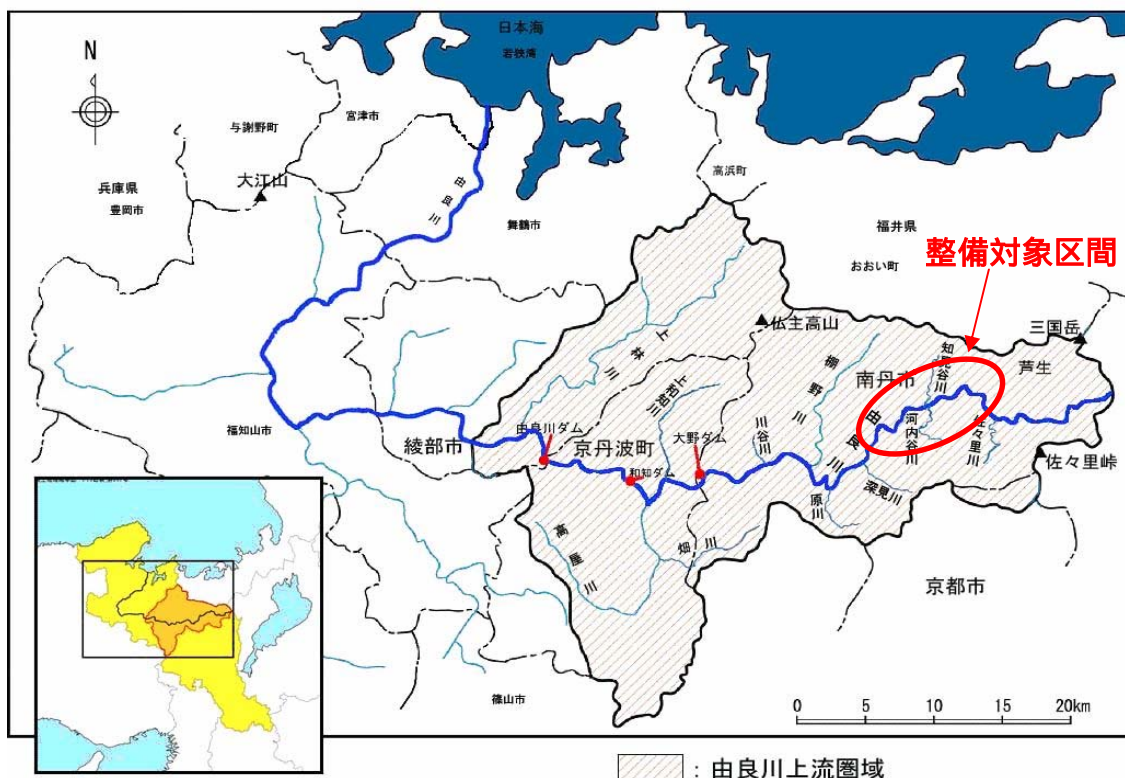 日本海
若狭湾
N
宮津市
与謝野町
大江山
兵庫県
豊岡市
由良川
舞鶴市
高浜町
福井県
おおい町
整備対象区間
仏主高山
三国岳
知見谷川
芦生
上林川
棚野川
南丹市
上和知川
由良川
河内谷川
佐々里川
佐々里峠
福知山市
綾部市
由良川ダム
京丹波町
大野ダム
川谷川
和知ダム
原川
深見川
高屋川
畑川
京都市
篠山市
0 5 10 15 20km
：由良川上流圏域